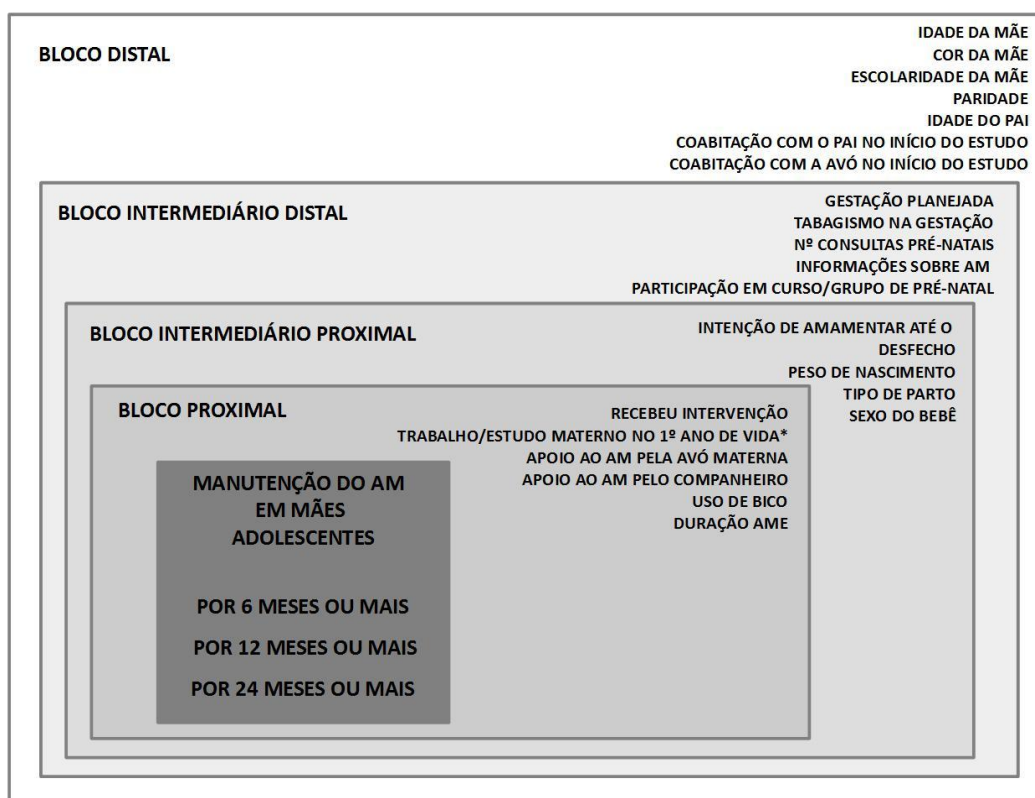 BLOCO DISTAL
IDADE DA MÃE
COR DA MÃE
ESCOLARIDADE DA MÃE
PARIDADE
IDADE DO PAI
COABITAÇÃO COM O PAI NO INÍCIO DO ESTUDO
COABITAÇÃO COM A AVÓ NO INÍCIO DO ESTUDO
BLOCO INTERMEDIÁRIO DISTAL
GESTAÇÃO PLANEJADA
TABAGISMO NA GESTAÇÃO
Nº CONSULTAS PRÉ-NATAIS
INFORMAÇÕES SOBRE AM
PARTICIPAÇÃO EM CURSO/GRUPO DE PRÉ-NATAL
BLOCO INTERMEDIÁRIO PROXIMAL
INTENÇÃO DE AMAMENTAR ATÉ O
DESFECHO
PESO DE NASCIMENTO
TIPO DE PARTO
SEXO DO BEBÊ
BLOCO PROXIMAL
RECEBEU INTERVENÇÃO
TRABALHO/ESTUDO MATERNO NO 1º ANO DE VIDA*
APOIO AO AM PELA AVÓ MATERNA
APOIO AO AM PELO COMPANHEIRO
USO DE BICO
DURAÇÃO AME
MANUTENÇÃO DO AM
EM MÃES
ADOLESCENTES
POR 6 MESES OU MAIS
POR 12 MESES OU MAIS
POR 24 MESES OU MAIS